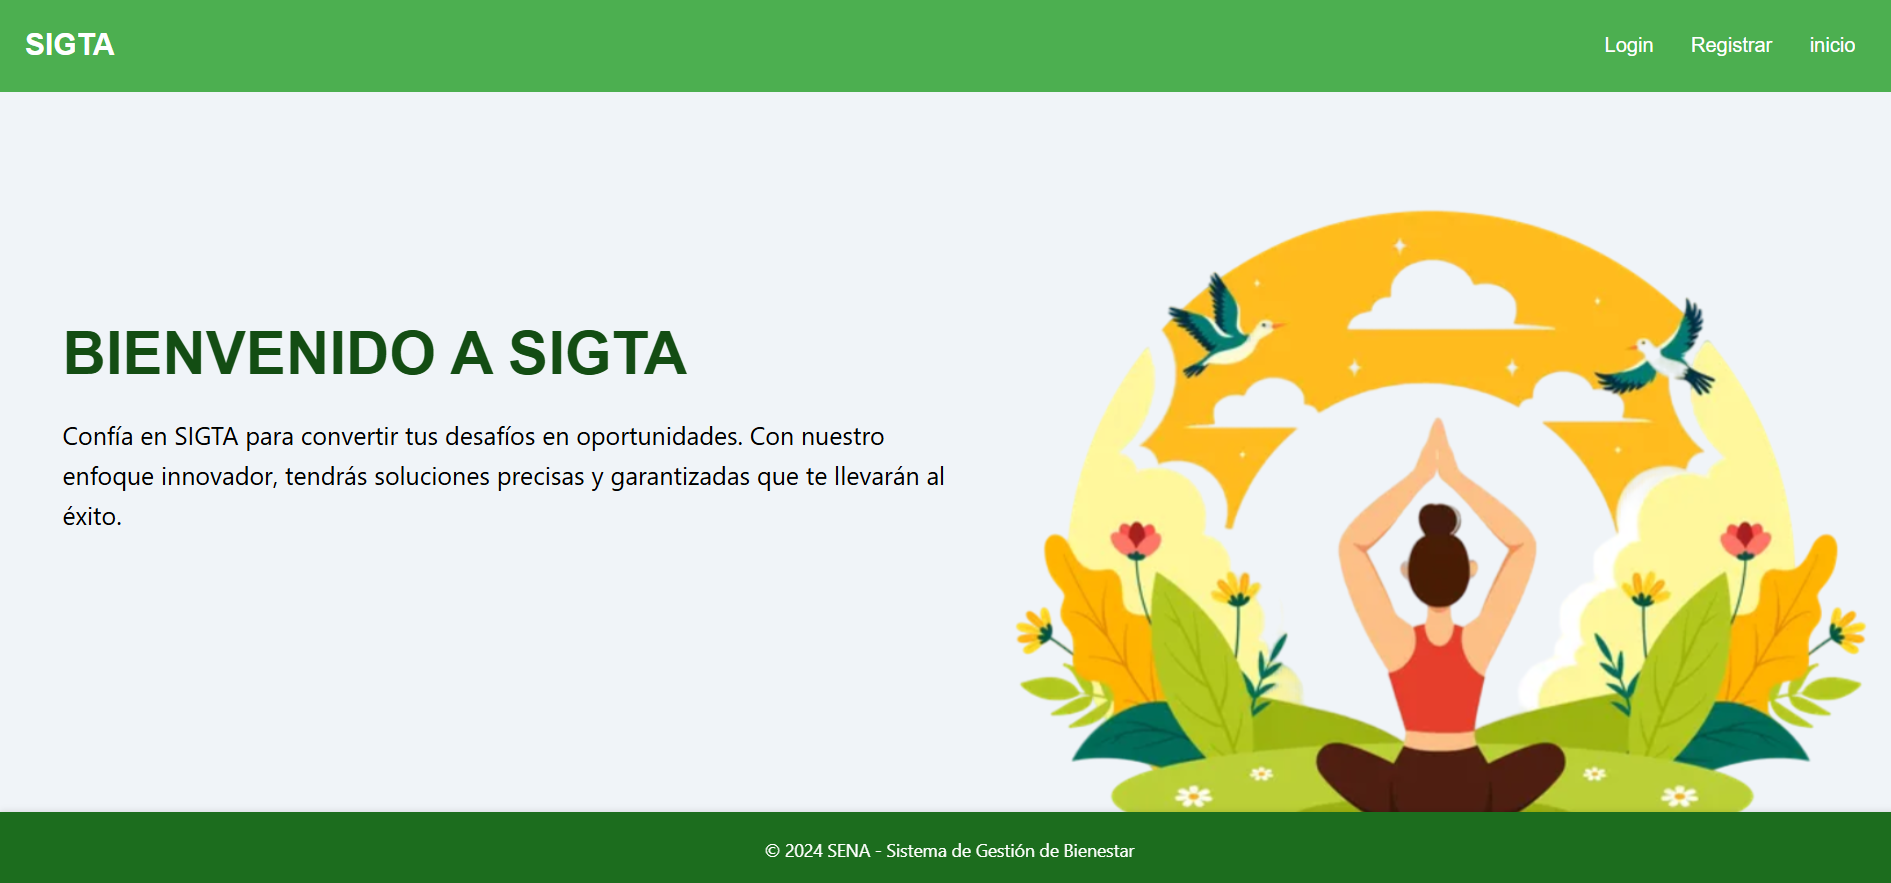 SIGTA
Login Registrar inicio
BIENVENIDO A SIGTA
Confía en SIGTA para convertir tus desafíos en oportunidades. Con nuestro
enfoque innovador, tendrás soluciones precisas y garantizadas que te llevarán al
éxito.
© 2024 SENA - Sistema de Gestión de Bienestar